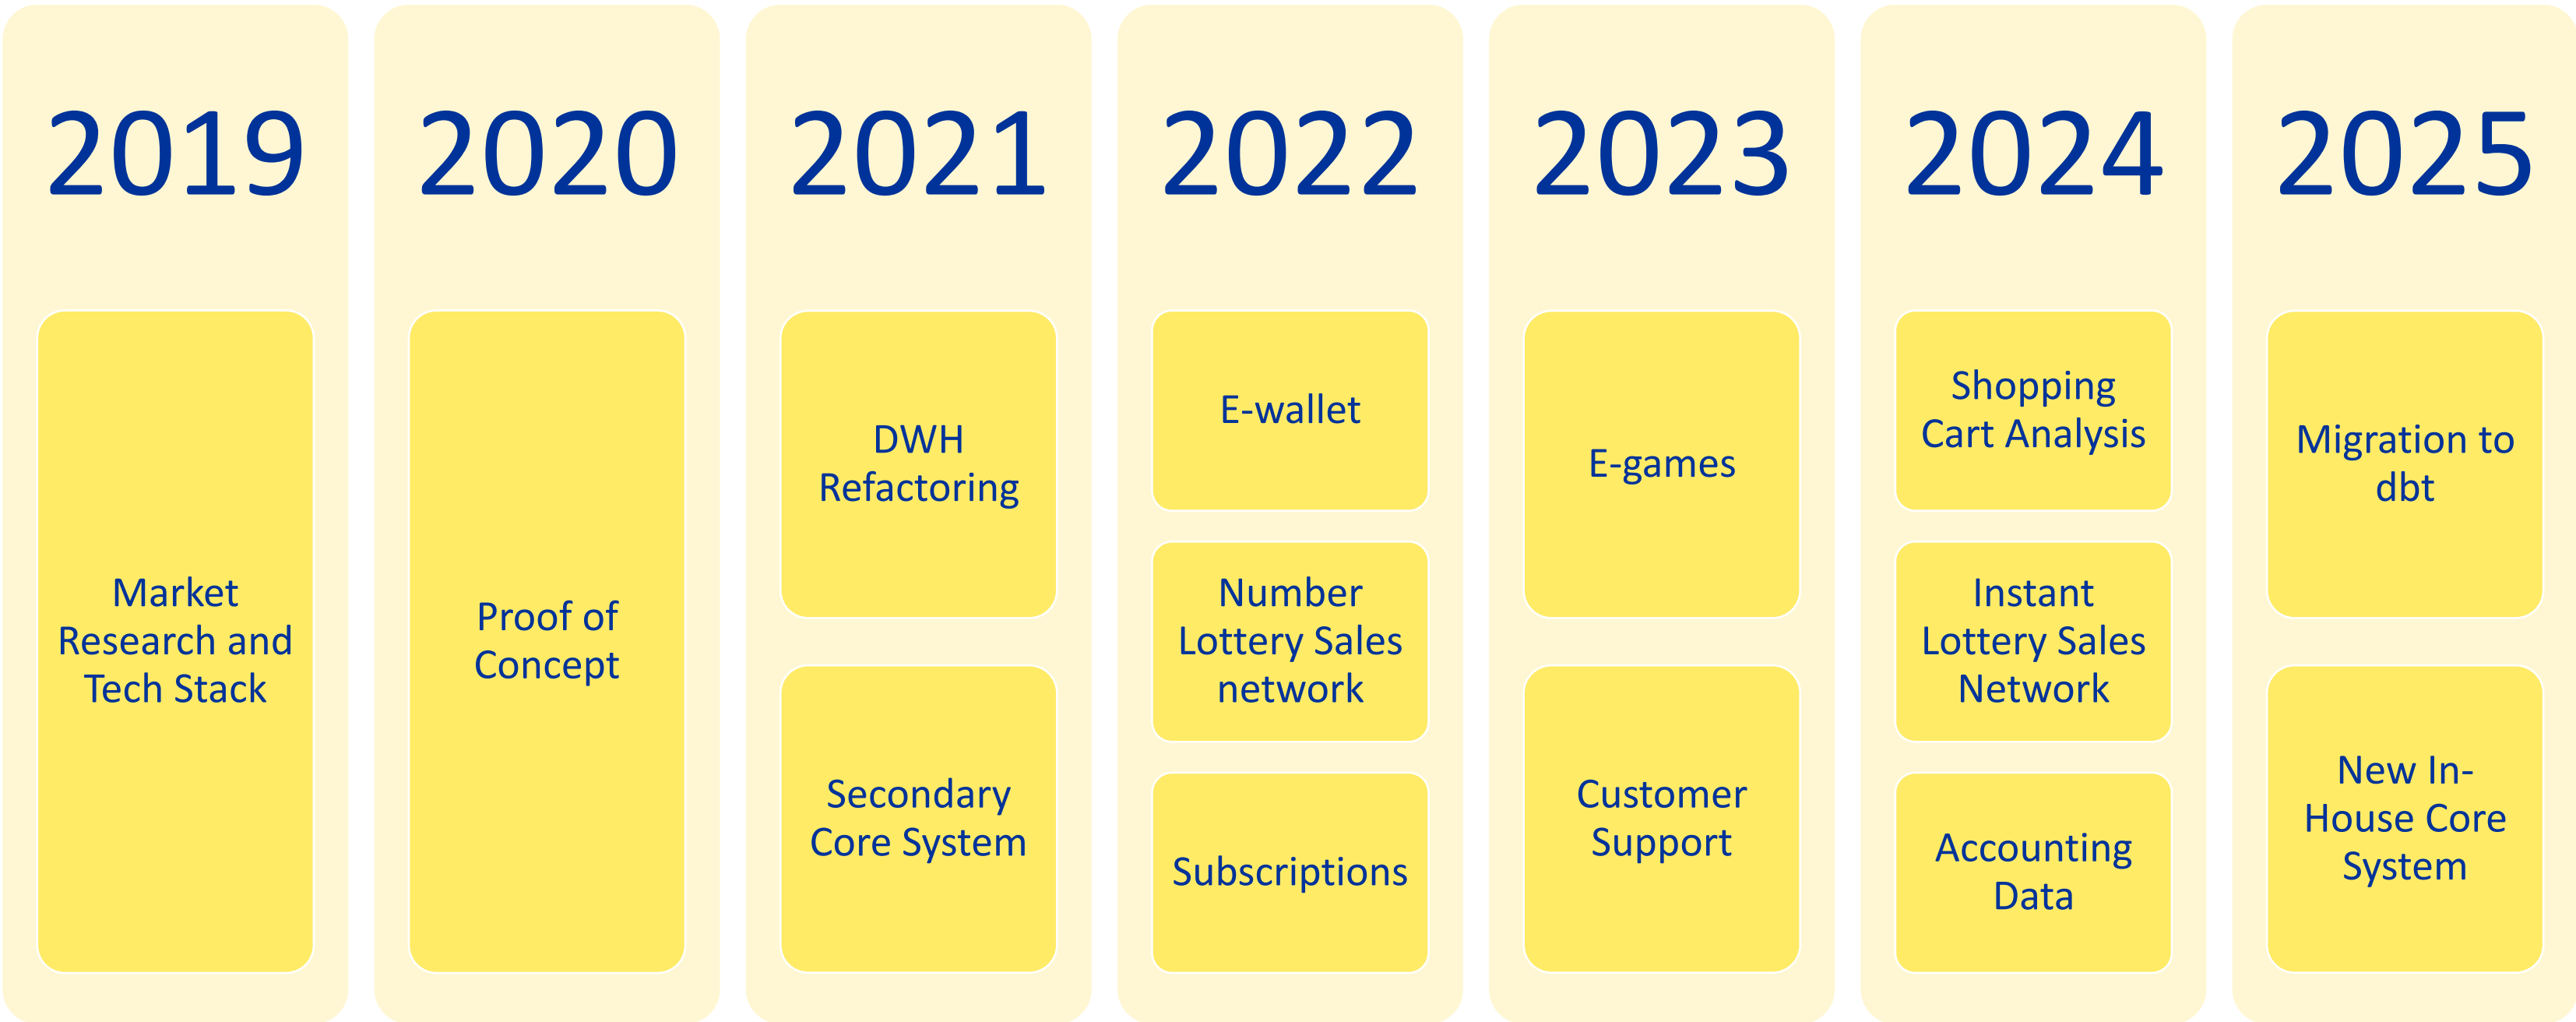 2019
Market
Research and
Tech Stack
2020
Proof of
Concept
2021
DWH
Refactoring
Secondary
Core System
2022
E-wallet
Number
Lottery Sales
network
Subscriptions
2023
E-games
Customer
Support
2024
Shopping
Cart Analysis
Instant
Lottery Sales
Network
Accounting
Data
2025
Migration to
dbt
New In-
House Core
System